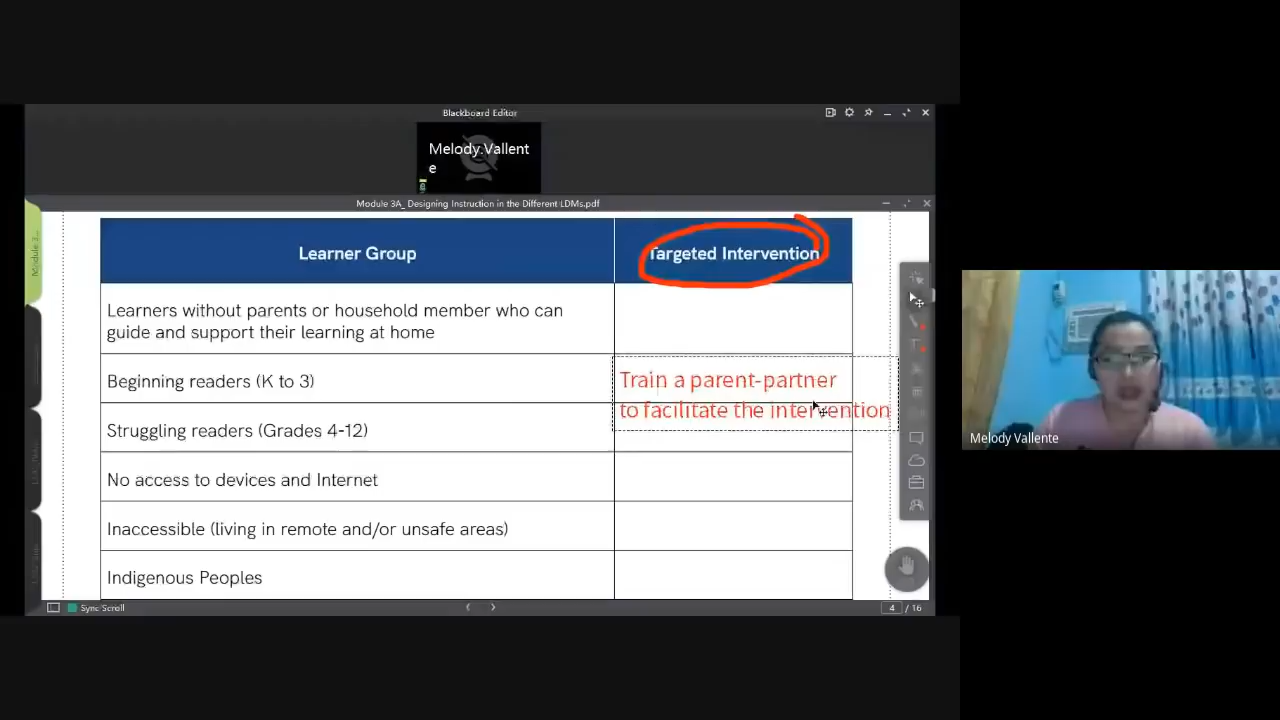 Blackboard Editor
Melody.Vallent
e
Module 3A_ Designing Instruction in the Different LDMs.pdf
Learner Group
Targeted Intervention
Learners without parents or household member who can
guide and support their learning at home
Beginning readers (K to 3)
Train a parent-partner
to facilitate the intervention
Struggling readers (Grades 4-12)
No access to devices and Internet
Inaccessible (living in remote and/or unsafe areas)
Indigenous Peoples
Sync Scroll
4 / 16
Melody Vallente
Module 3...